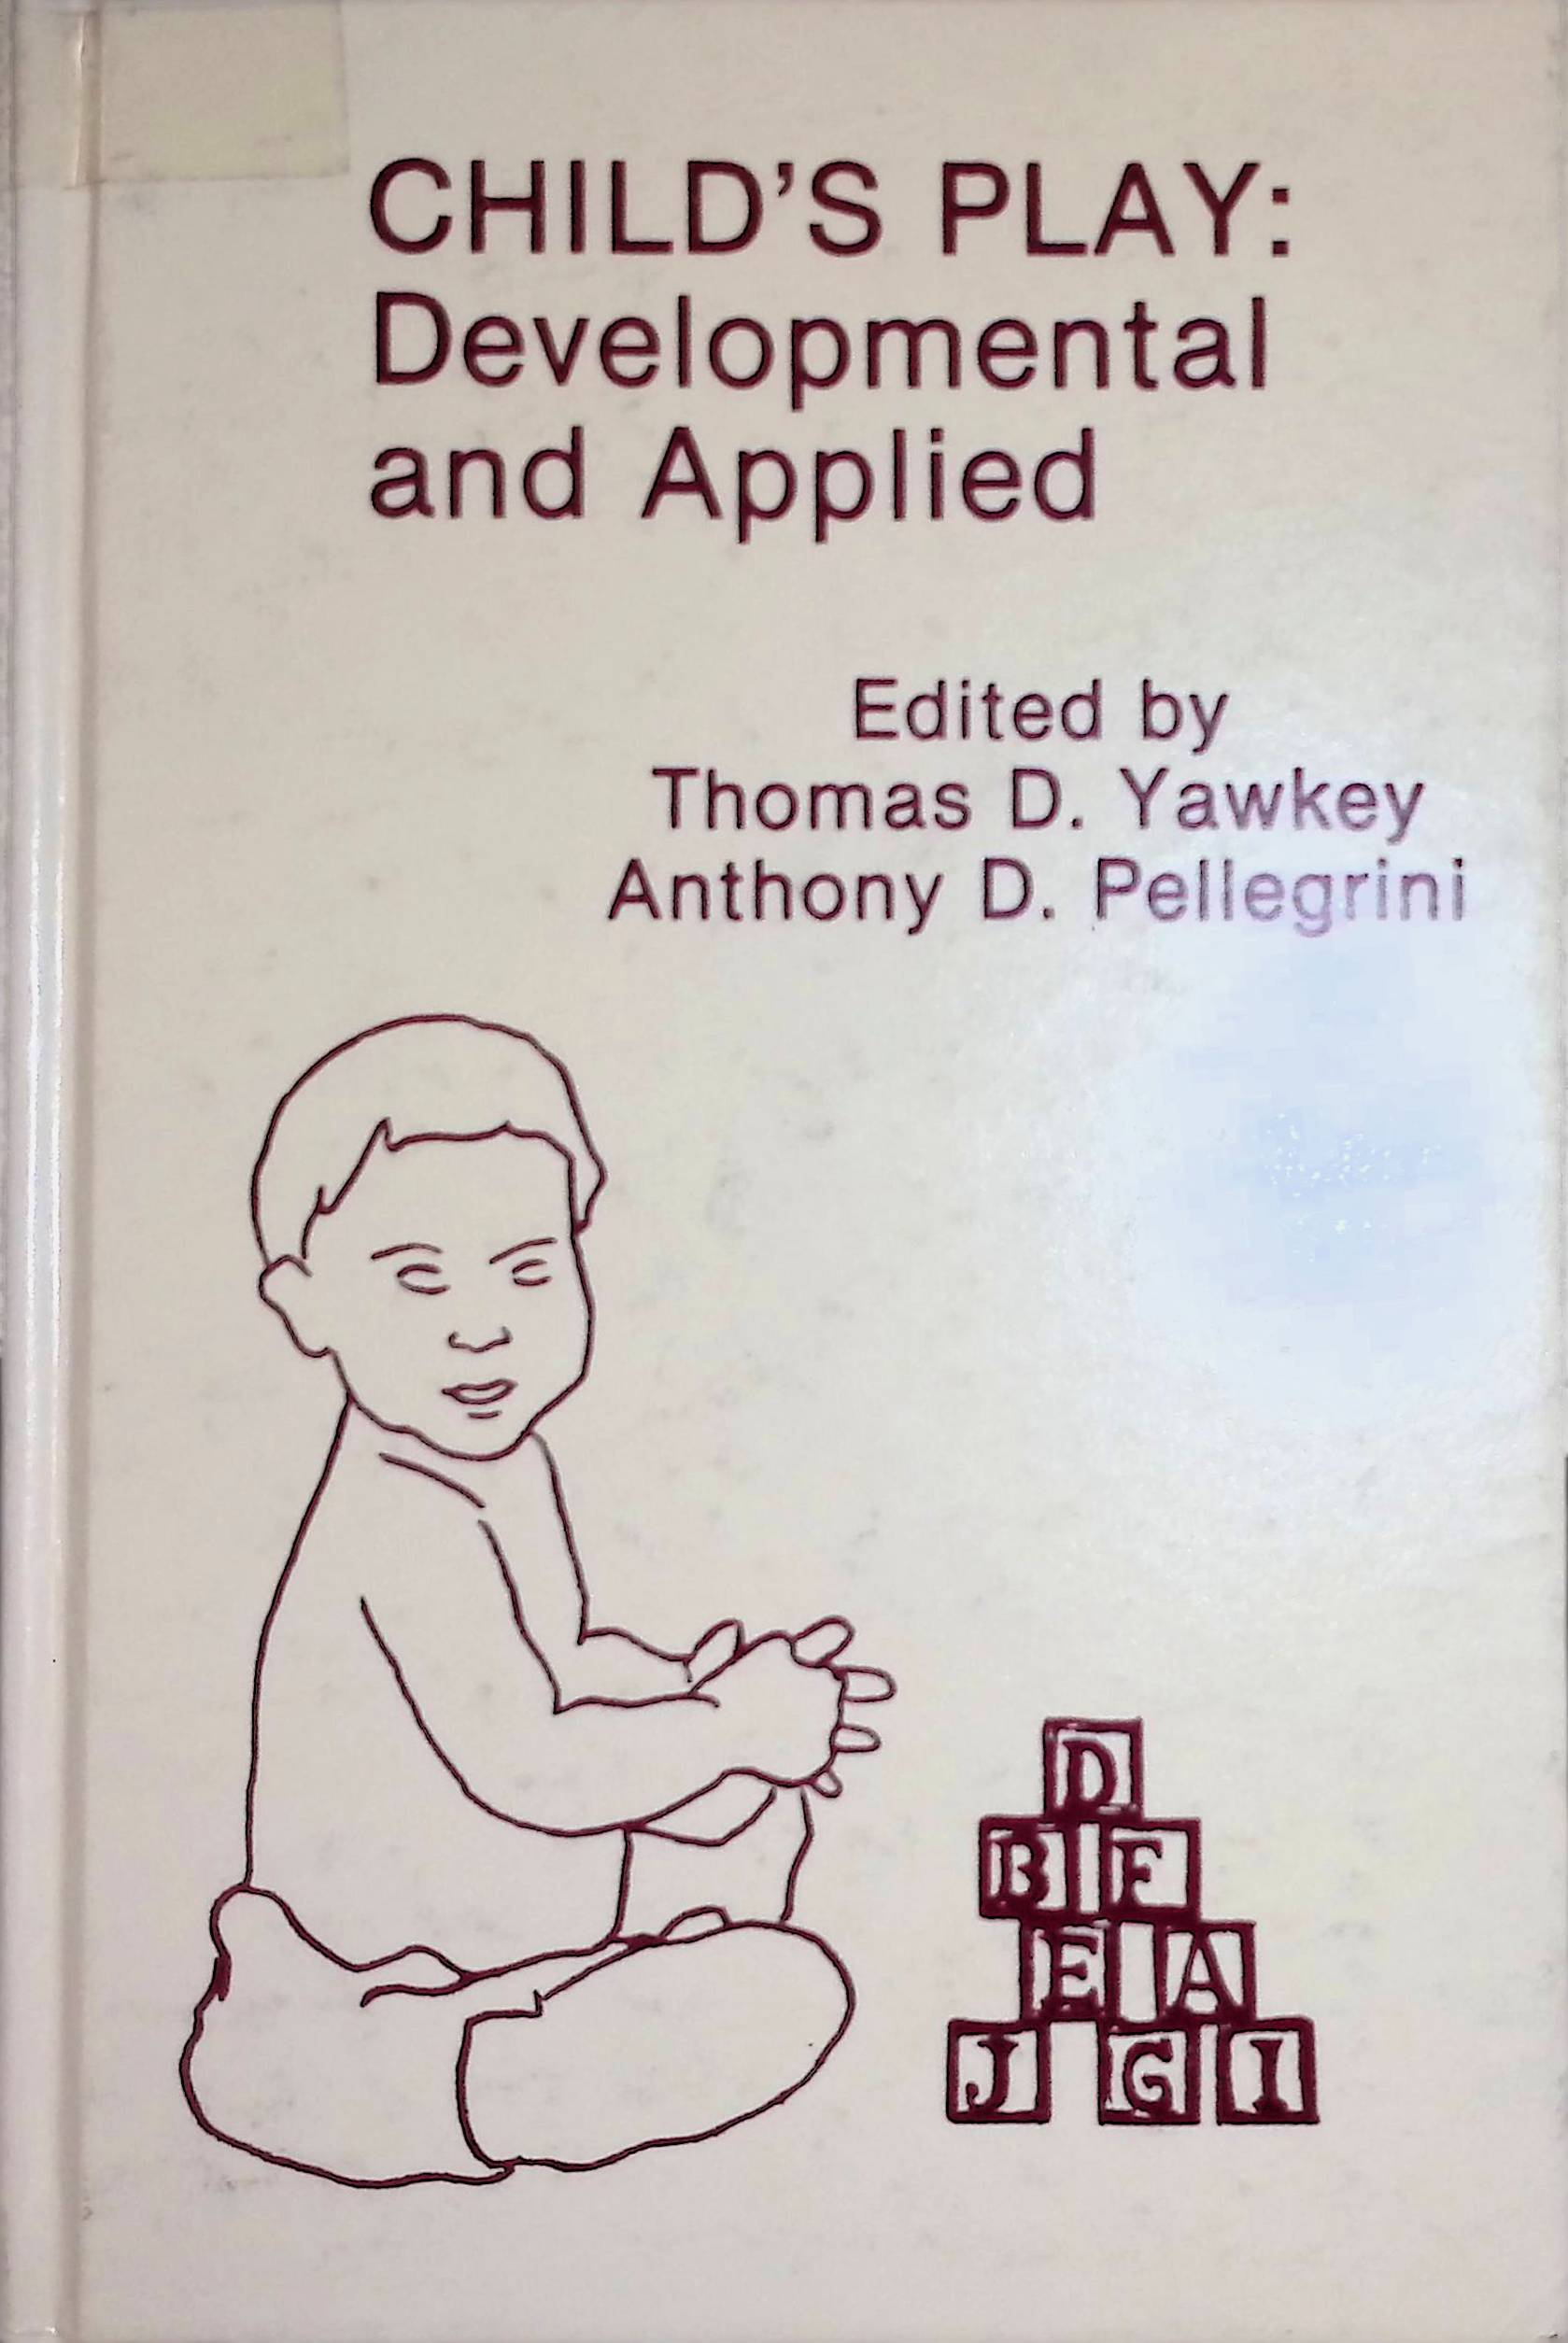 CHILD'S PLAY:
Developmental
and Applied
Edited by
Thomas D. Yawkey
Anthony D. Pellegrini
D
B F
E A
J G I